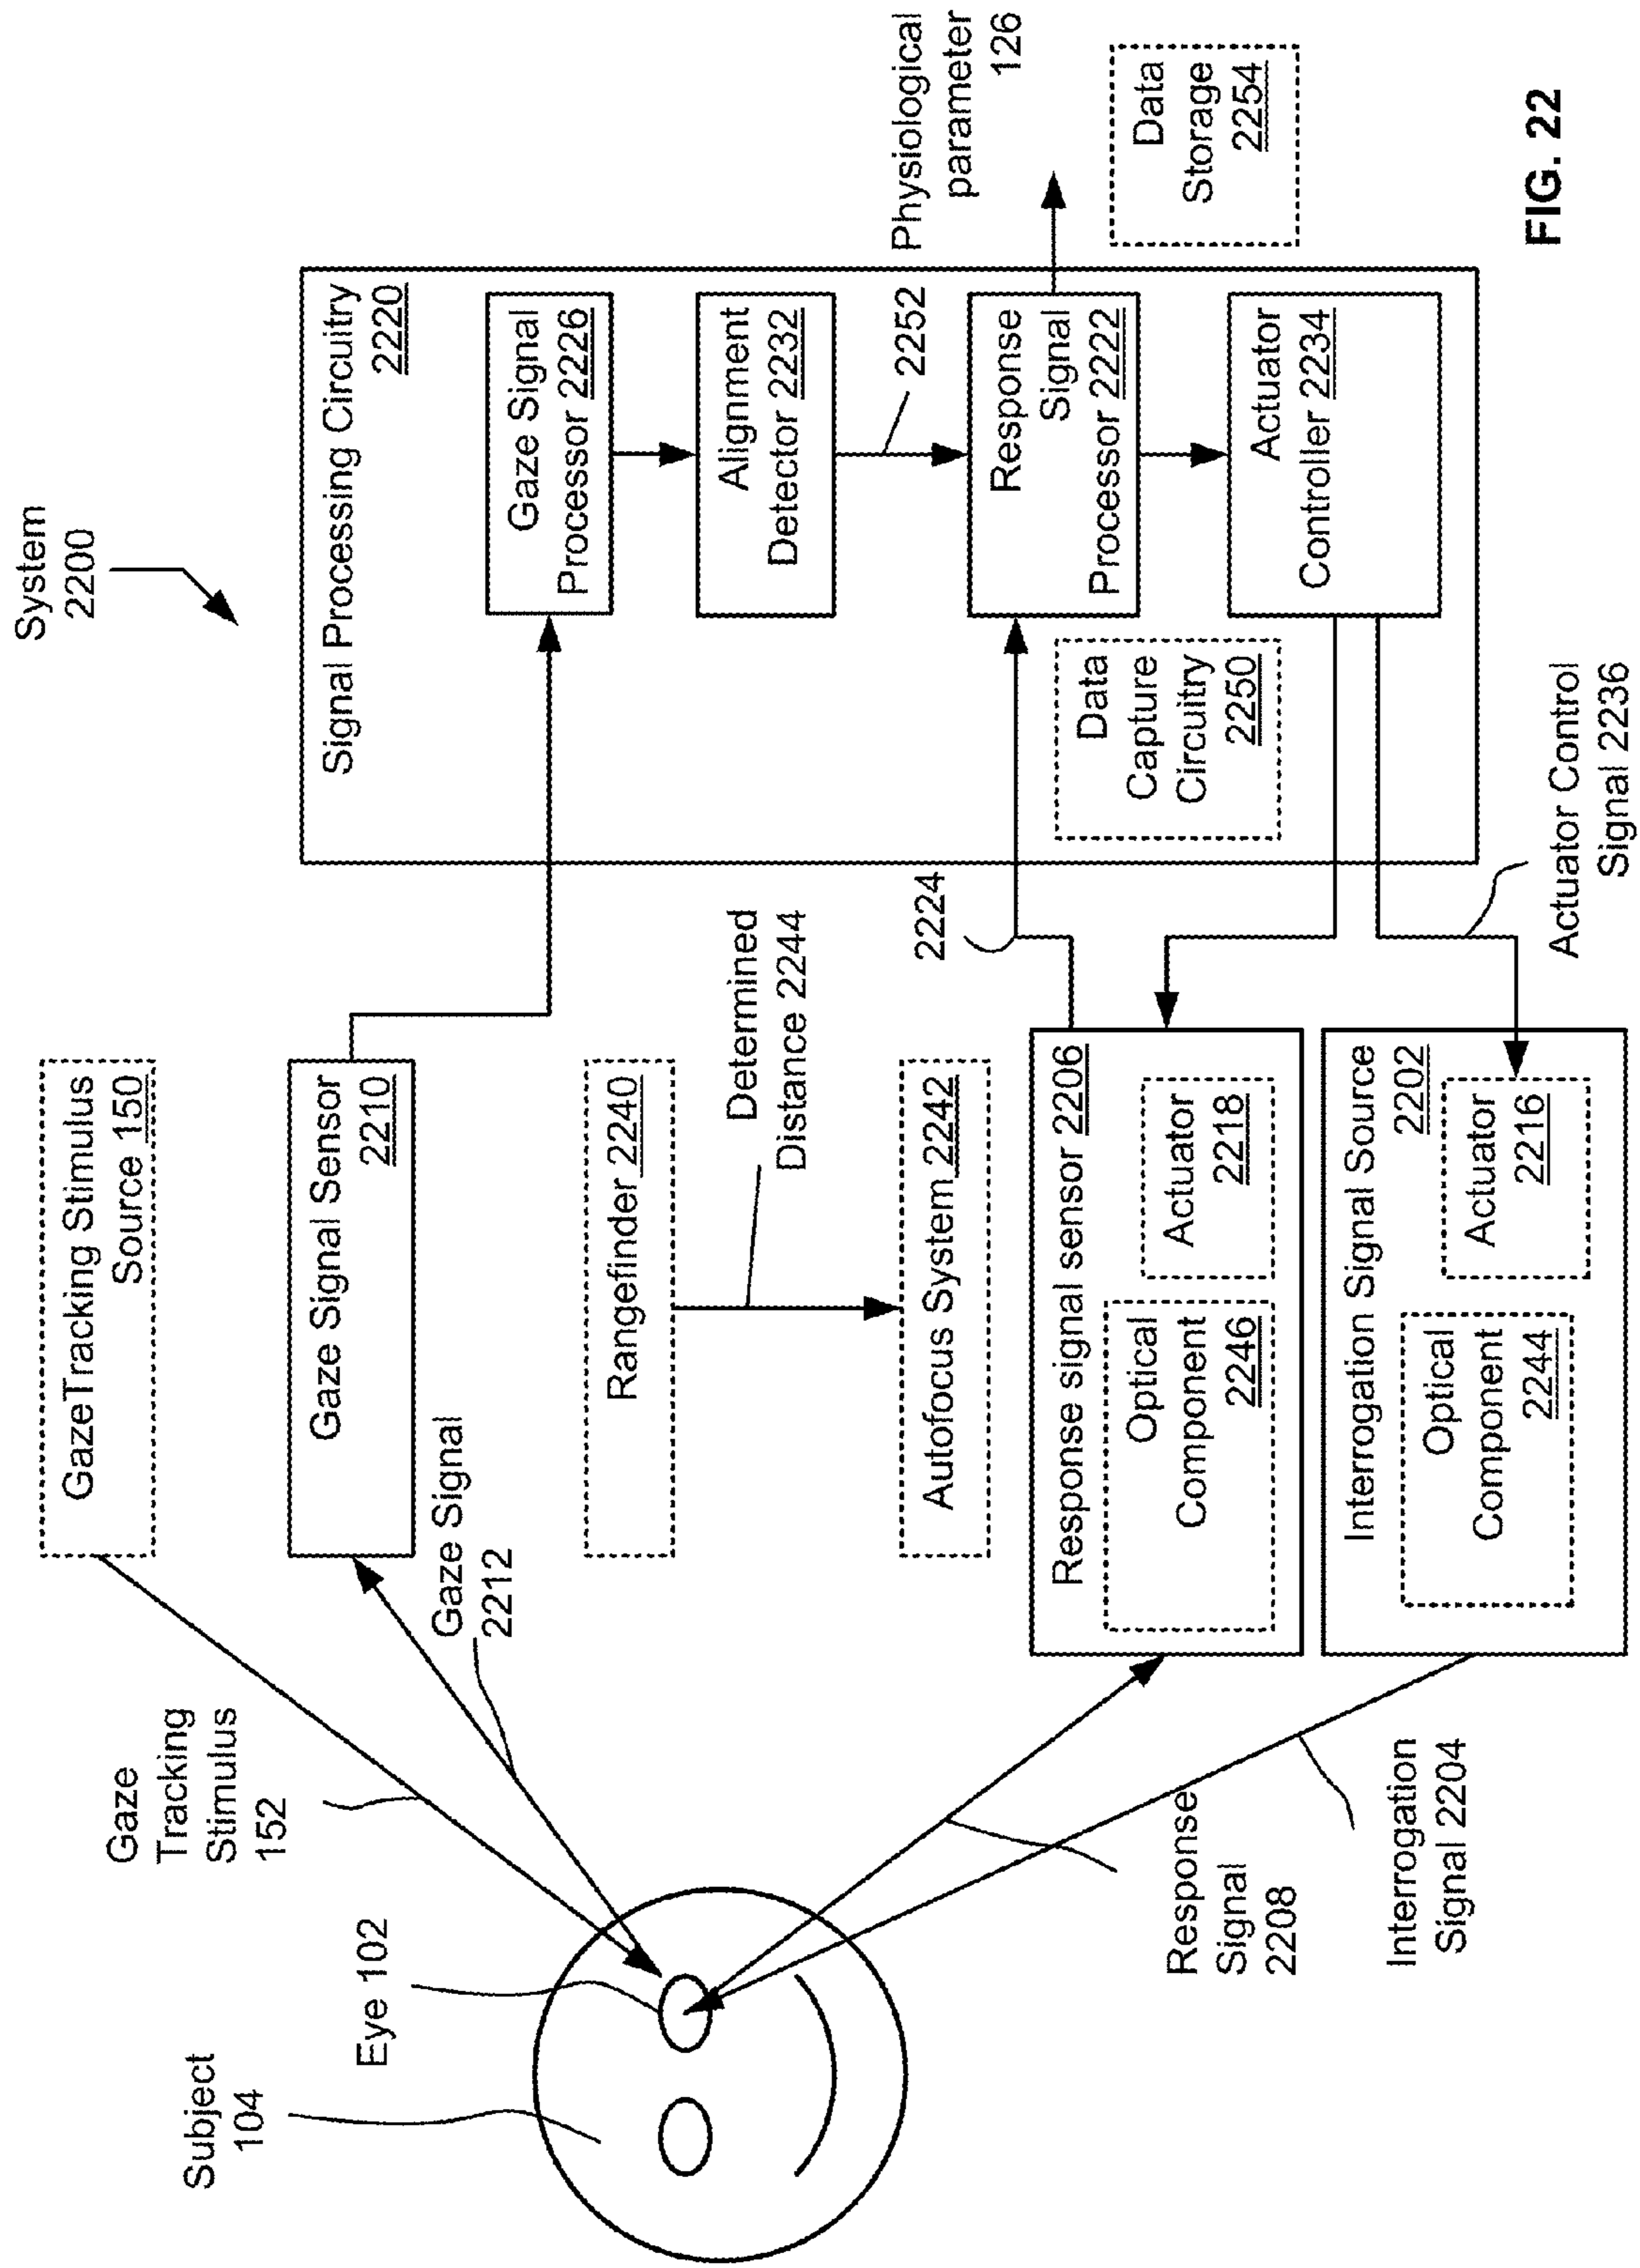 System
2200
GazeTracking Stimulus
Source 150
Gaze
Tracking
Stimulus
152
Subject
104
Eye 102
Gaze Signal Sensor
2210
Gaze Signal
2212
Signal Processing Circuitry
2220
Gaze Signal
Processor 2226
Rangefinder 2240
Determined
Distance 2244
Alignment
Detector 2232
2252
Autofocus System 2242
2224
Response
Signal
Processor 2222
Physiological
parameter
126
Data
Capture
Circuitry
2250
Data
Storage
2254
Response signal sensor 2206
Optical
Component
2246
Actuator
2218
Actuator
Controller 2234
Response
Signal
2208
Interrogation Signal Source
2202
Optical
Component
2244
Actuator
2216
Interrogation
Signal 2204
Actuator Control
Signal 2236
FIG. 22